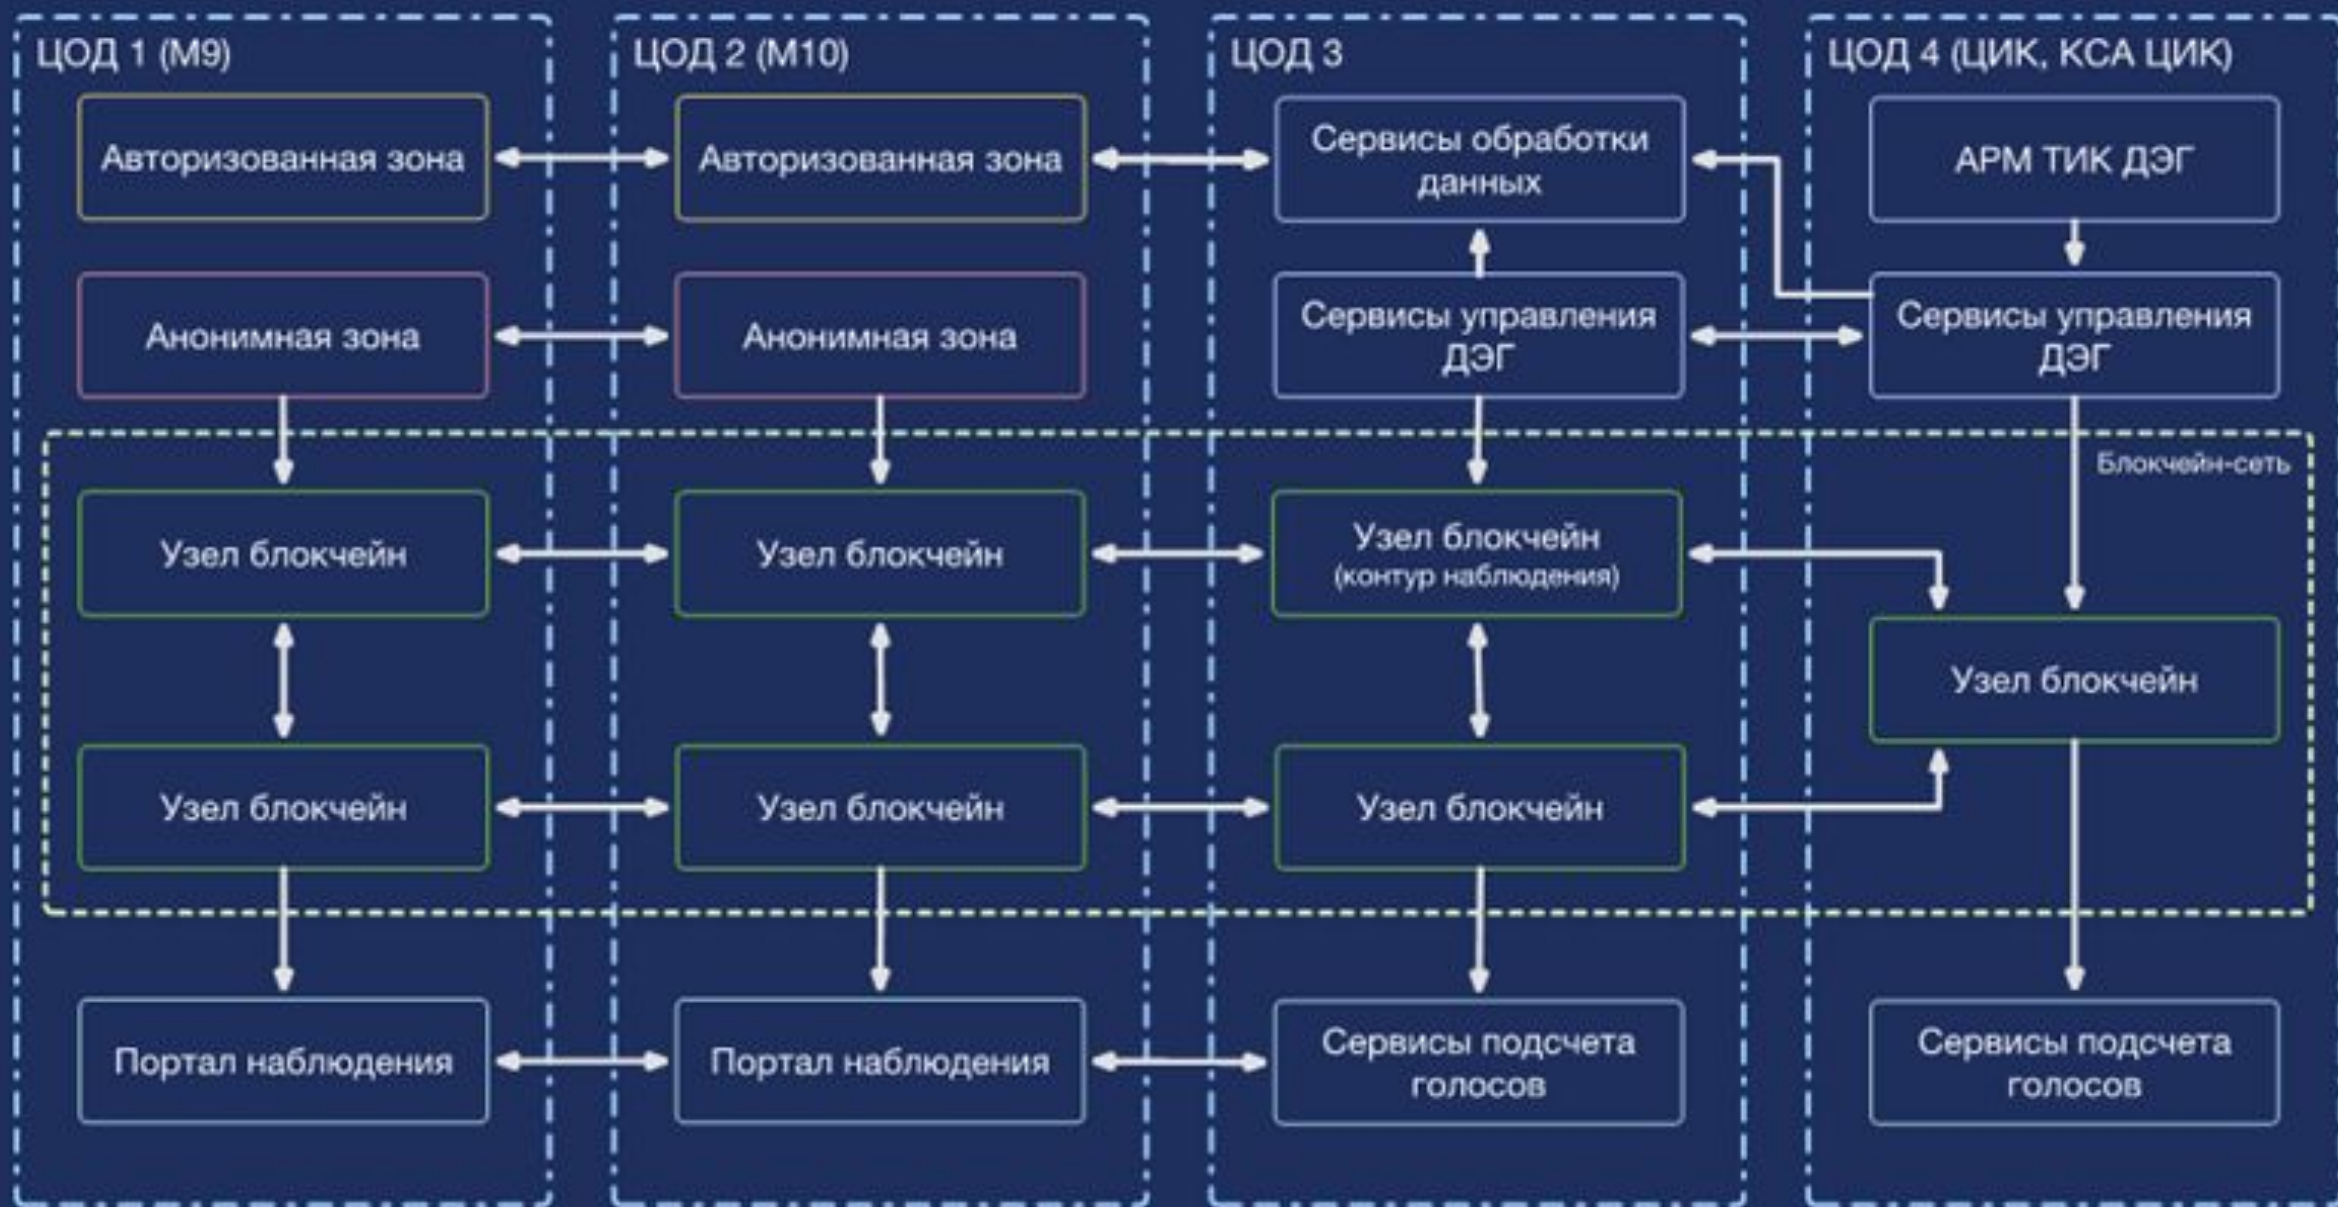 ЦОД 1 (М9)
ЦОД 2 (М10)
ЦОД 3
ЦОД 4 (ЦИК, КСА ЦИК)
Авторизованная зона
Авторизованная зона
Сервисы обработки
данных
АРМ ТИК ДЭГ
Анонимная зона
Анонимная зона
Сервисы управления
ДЭГ
Сервисы управления
ДЭГ
Блокчейн-сеть
Узел блокчейн
Узел блокчейн
Узел блокчейн
(контур наблюдения)
Узел блокчейн
Узел блокчейн
Узел блокчейн
Узел блокчейн
Портал наблюдения
Портал наблюдения
Сервисы подсчета
голосов
Сервисы подсчета
голосов